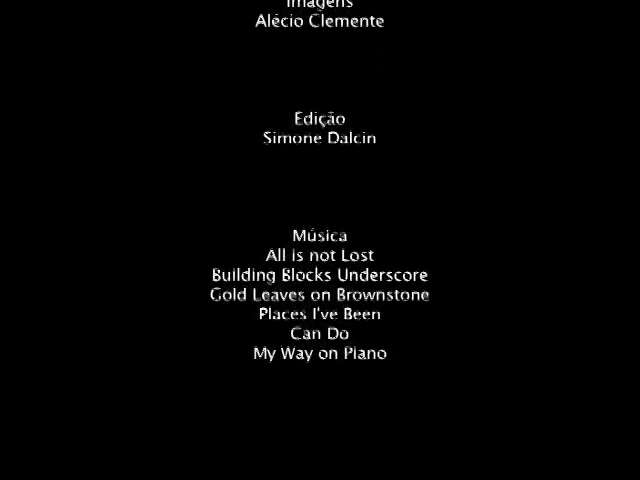 Imagens
Alécio Clemente
Edição
Simone Dalcin
Música
All is not Lost
Building Blocks Underscore
Gold Leaves on Brownstone
Places I've Been
Can Do
My Way on Piano